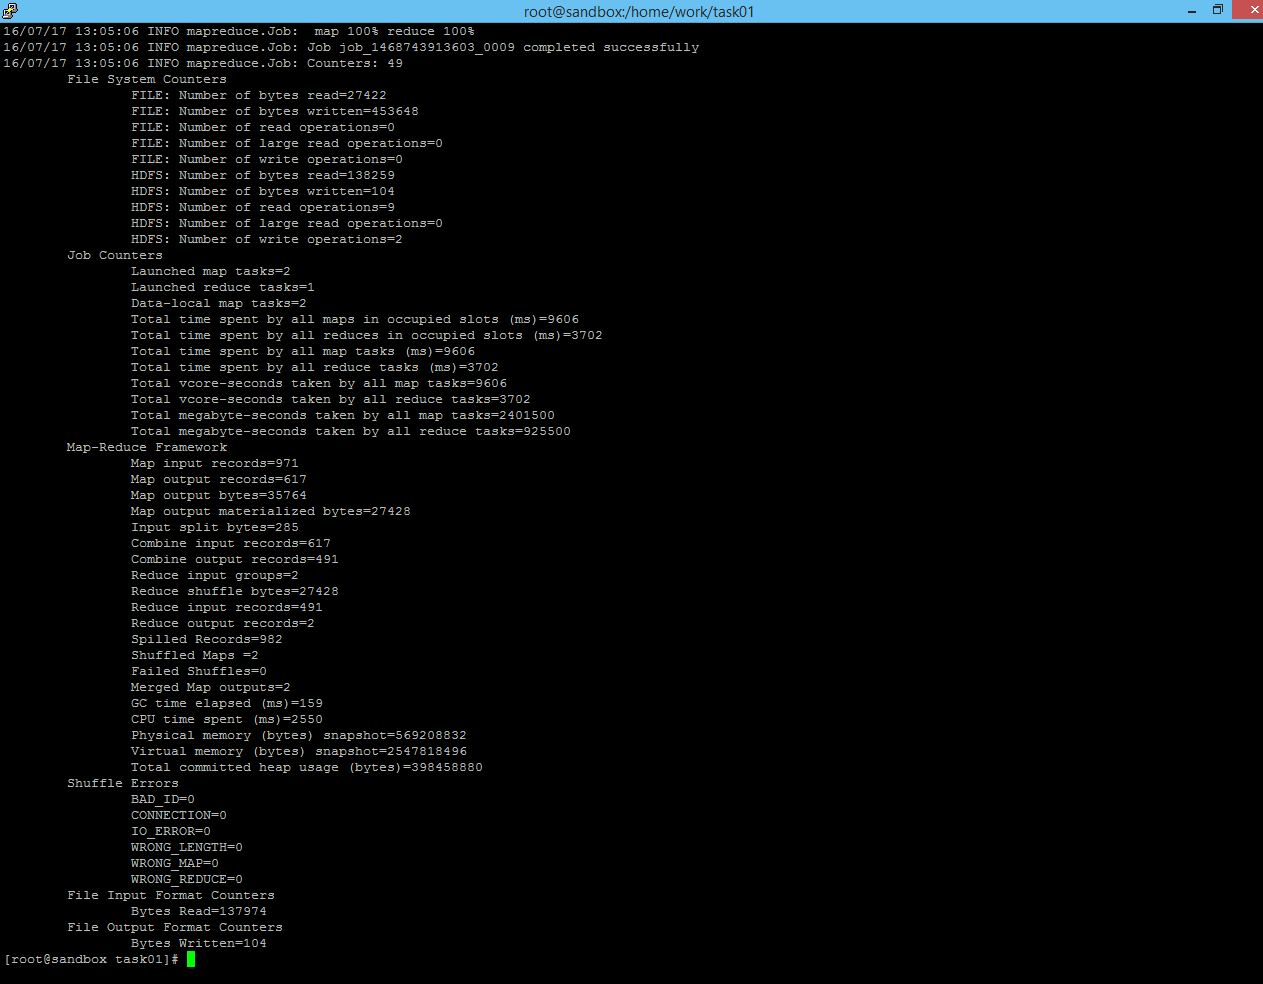 root@sandbox:/home/work/task01
16/07/17 13:05:06 INFO mapreduce.Job:  map 100% reduce 100%
16/07/17 13:05:06 INFO mapreduce.Job: Job job_1468743913603_0009 completed successfully
16/07/17 13:05:06 INFO mapreduce.Job: Counters: 49
File System Counters
FILE: Number of bytes read=27422
FILE: Number of bytes written=453648
FILE: Number of read operations=0
FILE: Number of large read operations=0
FILE: Number of write operations=0
HDFS: Number of bytes read=138259
HDFS: Number of bytes written=104
HDFS: Number of read operations=9
HDFS: Number of large read operations=0
HDFS: Number of write operations=2
Job Counters
Launched map tasks=2
Launched reduce tasks=1
Data-local map tasks=2
Total time spent by all maps in occupied slots (ms)=9606
Total time spent by all reduces in occupied slots (ms)=3702
Total time spent by all map tasks (ms)=9606
Total time spent by all reduce tasks (ms)=3702
Total vcore-seconds taken by all map tasks=9606
Total vcore-seconds taken by all reduce tasks=3702
Total megabyte-seconds taken by all map tasks=2401500
Total megabyte-seconds taken by all reduce tasks=925500
Map-Reduce Framework
Map input records=971
Map output records=617
Map output bytes=35764
Map output materialized bytes=27428
Input split bytes=285
Combine input records=617
Combine output records=491
Reduce input groups=2
Reduce shuffle bytes=27428
Reduce input records=491
Reduce output records=2
Spilled Records=982
Shuffled Maps =2
Failed Shuffles=0
Merged Map outputs=2
GC time elapsed (ms)=159
CPU time spent (ms)=2550
Physical memory (bytes) snapshot=569208832
Virtual memory (bytes) snapshot=2547818496
Total committed heap usage (bytes)=398458880
Shuffle Errors
BAD_ID=0
CONNECTION=0
IO_ERROR=0
WRONG_LENGTH=0
WRONG_MAP=0
WRONG_REDUCE=0
File Input Format Counters
Bytes Read=137974
File Output Format Counters
Bytes Written=104
[root@sandbox task01]#